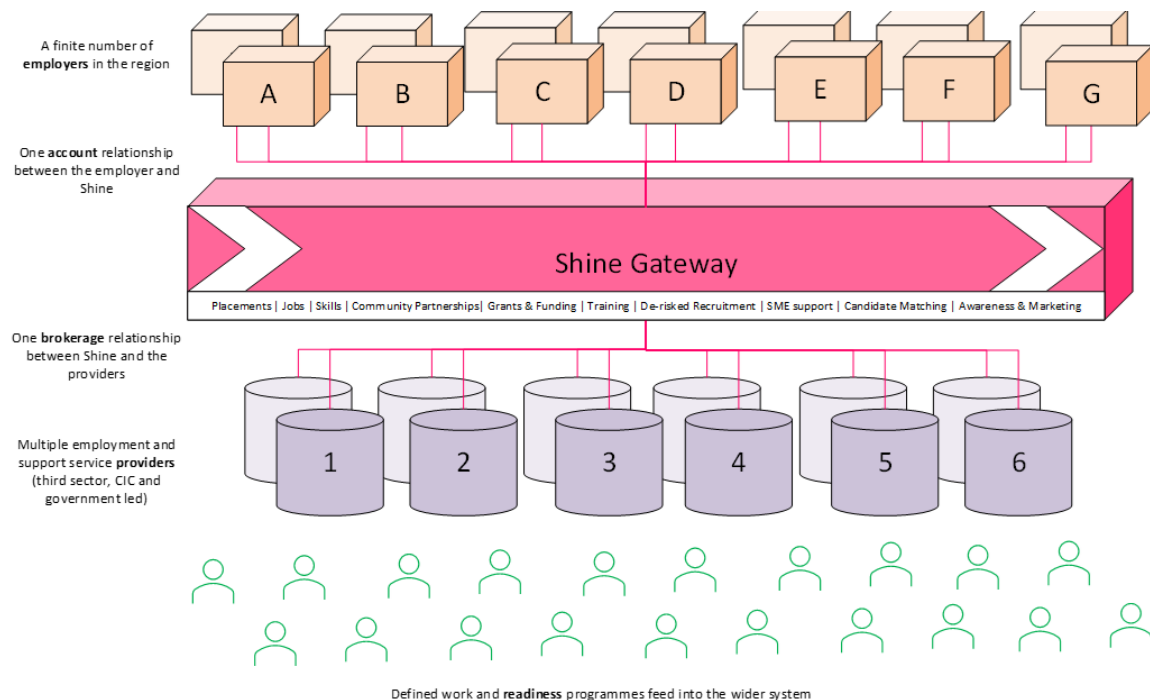 A finite number of
employers in the region
A
B
C
D
E
F
G
One account relationship
between the employer and
Shine
Shine Gateway
Placements | Jobs | Skills | Community Partnerships| Grants & Funding | Training | De-risked Recruitment | SME support | Candidate Matching | Awareness & Marketing
One brokerage relationship
between Shine and the
providers
Multiple employment and
support service providers
(third sector, CIC and
government led)
1
2
3
4
5
6
Defined work and readiness programmes feed into the wider system